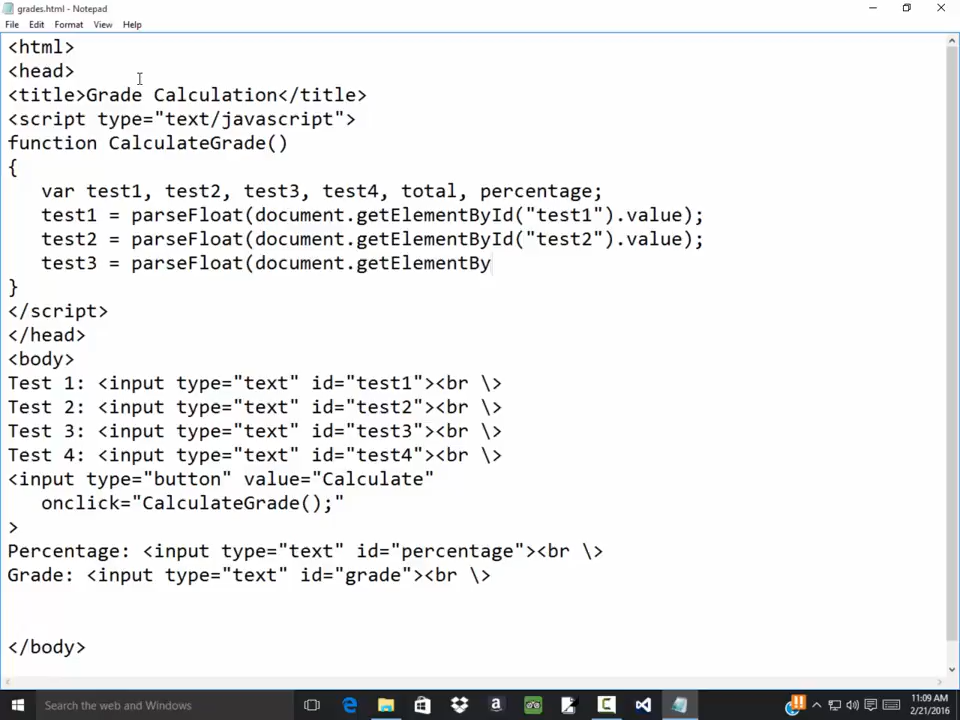 grades.html - Notepad
File Edit Format View Help
<html>
<head>
<title>Grade Calculation</title>
<script type="text/javascript">
function CalculateGrade()
{
   var test1, test2, test3, test4, total, percentage;
   test1 = parseFloat(document.getElementById("test1").value);
   test2 = parseFloat(document.getElementById("test2").value);
   test3 = parseFloat(document.getElementBy
}
</script>
</head>
<body>
Test 1: <input type="text" id="test1"><br \>
Test 2: <input type="text" id="test2"><br \>
Test 3: <input type="text" id="test3"><br \>
Test 4: <input type="text" id="test4"><br \>
<input type="button" value="Calculate"
   onclick="CalculateGrade();"
>
Percentage: <input type="text" id="percentage"><br \>
Grade: <input type="text" id="grade"><br \>
</body>
Search the web and Windows
11:09 AM
2/21/2016